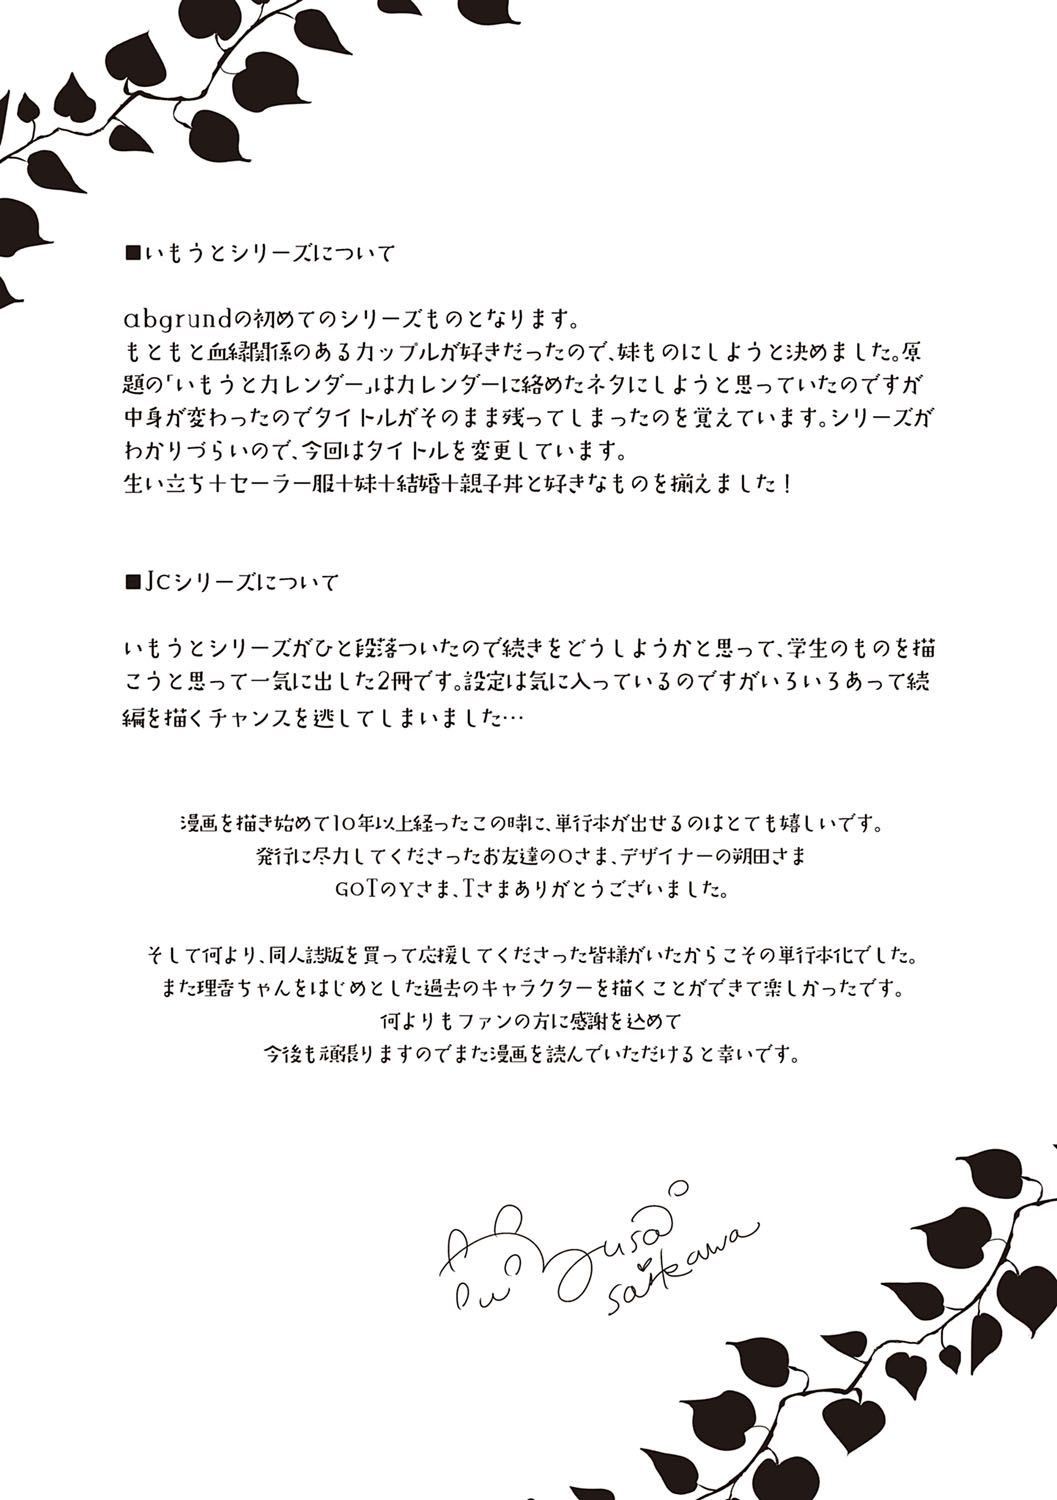 ■いもうとシリーズについて
abgrundの初めてのシリーズものとなります。
もともと血縁関係のあるカップルが好きだったので、妹ものにしようと決めました。原
題の「いもうとカレンダー」はカレンダーに絡めたネタにしようと思っていたのですが
中身が変わったのでタイトルがそのまま残ってしまったのを覚えています。シリーズが
わかりづらいので、今回はタイトルを変更しています。
生い立ち＋セーラー服＋妹＋結婚＋親子丼と好きなものを揃えました！
■JCシリーズについて
いもうとシリーズがひと段落ついたので続きをどうしようかと思って、学生のものを描
こうと思って一気に出した2冊です。設定は気に入っているのですがいろいろあって続
編を描くチャンスを逃してしまいました…
漫画を描き始めて10年以上経ったこの時に、単行本が出せるのはとても嬉しいです。
発行に尽力してくださったお友達のOさま、デザイナーの朔田さま
GOTのYさま、Tさまありがとうございました。
そして何より、同人誌版を買って応援してくださった皆様がいたからこその単行本化でした。
また理香ちゃんをはじめとした過去のキャラクターを描くことができて楽しかったです。
何よりもファンの方に感謝を込めて
今後も頑張りますのでまた漫画を読んでいただけると幸いです。
Azusa
saikawa